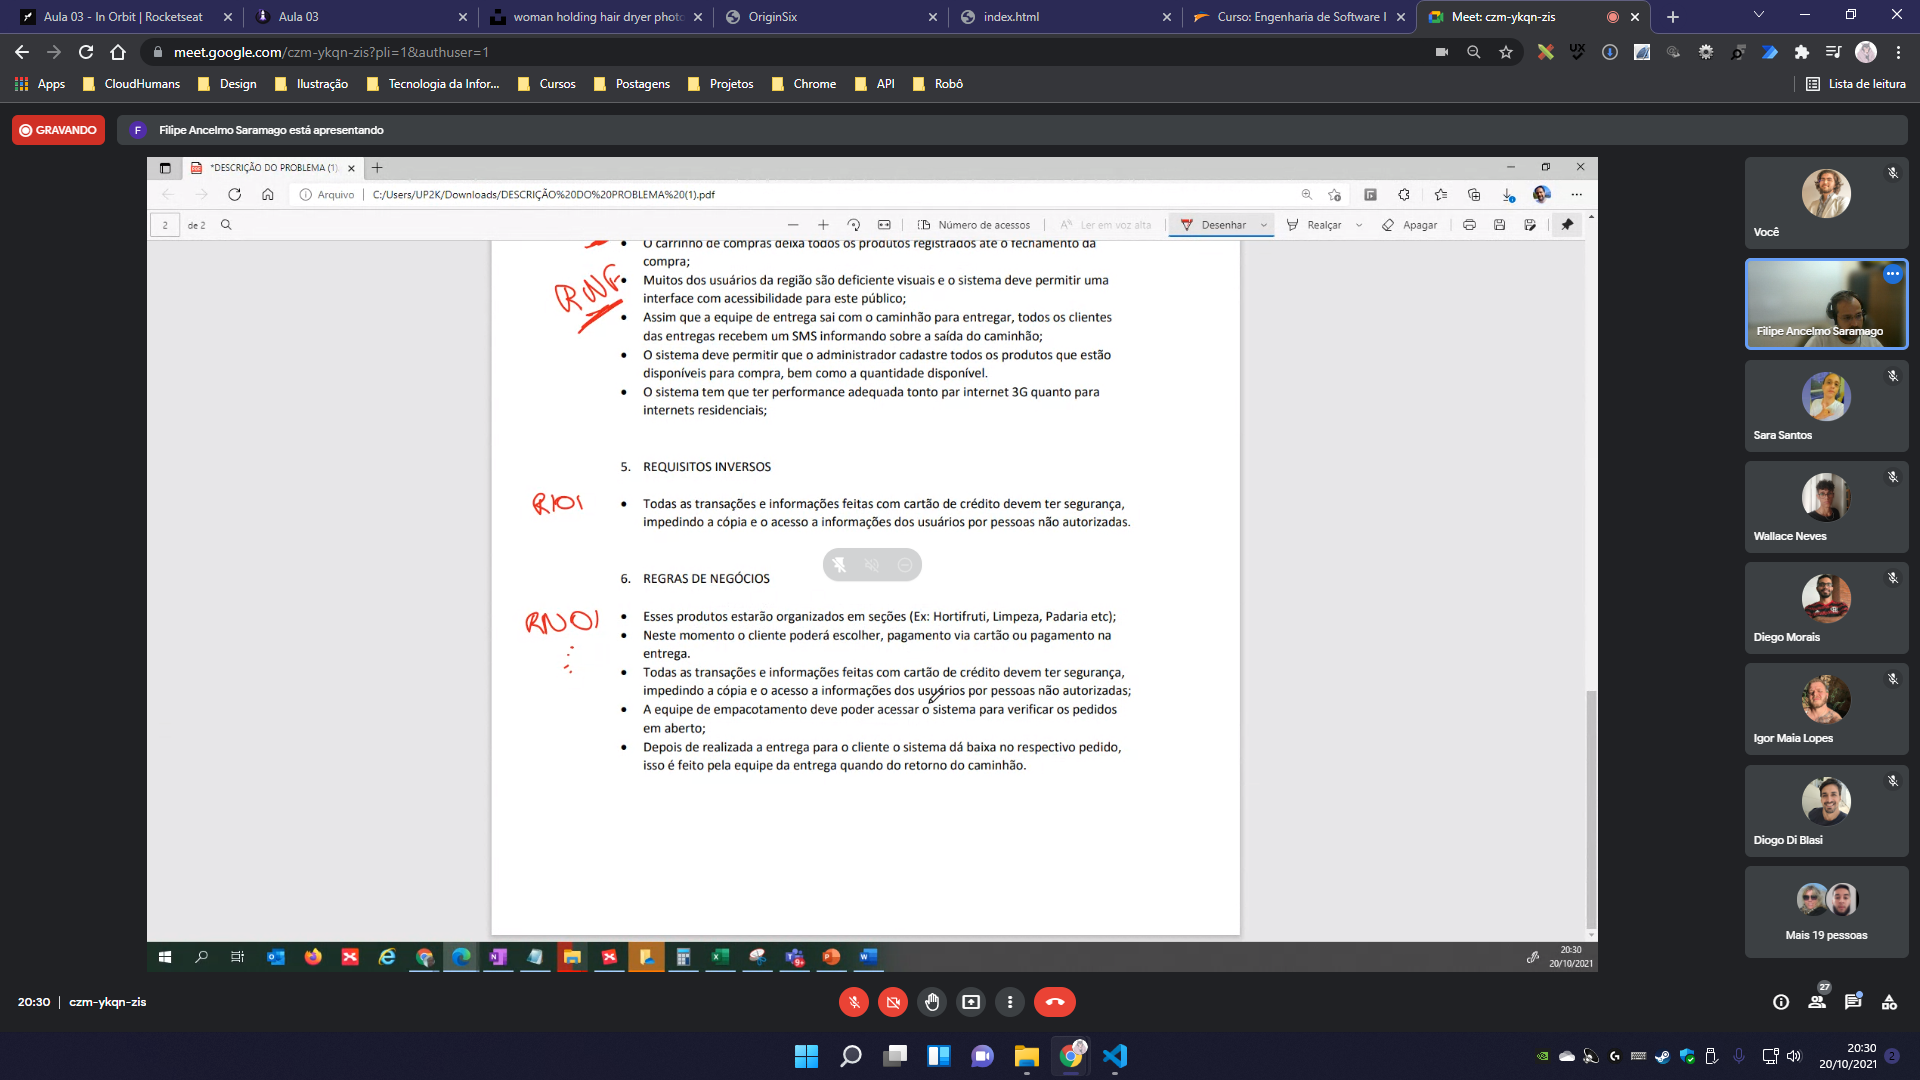 Aula 03 - In Orbit | Rocketseat
Aula 03
woman holding hair dryer photo
OriginSix
index.html
Curso: Engenharia de Software I
Meet: czm-ykqn-zis
meet.google.com/czm-ykqn-zis?pli=1&authuser=1
Apps
CloudHumans
Design
Ilustração
Tecnologia da Infor...
Cursos
Postagens
Projetos
Chrome
API
Robô
Lista de leitura
GRAVANDO
F
Filipe Ancelmo Saramago está apresentando
*DESCRIÇÃO DO PROBLEMA (1)
Arquivo
C:/Users/UP2K/Downloads/DESCRIÇÃO%20DO%20PROBLEMA%20(1).pdf
2
de 2
Número de acessos
Ler em voz alta
Desenhar
Realçar
Apagar
O carrinho de compras deixa todos os produtos registrados até o fechamento da
compra;
RNF
Muitos dos usuários da região são deficiente visuais e o sistema deve permitir uma
interface com acessibilidade para este público;
Assim que a equipe de entrega sai com o caminhão para entregar, todos os clientes
das entregas recebem um SMS informando sobre a saída do caminhão;
O sistema deve permitir que o administrador cadastre todos os produtos que estão
disponíveis para compra, bem como a quantidade disponível.
O sistema tem que ter performance adequada tonto par internet 3G quanto para
internets residenciais;
5. REQUISITOS INVERSOS
RI01
Todas as transações e informações feitas com cartão de crédito devem ter segurança,
impedindo a cópia e o acesso a informações dos usuários por pessoas não autorizadas.
6. REGRAS DE NEGÓCIOS
RN01
Esses produtos estarão organizados em seções (Ex: Hortifruti, Limpeza, Padaria etc);
Neste momento o cliente poderá escolher, pagamento via cartão ou pagamento na
entrega.
Todas as transações e informações feitas com cartão de crédito devem ter segurança,
impedindo a cópia e o acesso a informações dos usuários por pessoas não autorizadas;
A equipe de empacotamento deve poder acessar o sistema para verificar os pedidos
em aberto;
Depois de realizada a entrega para o cliente o sistema dá baixa no respectivo pedido,
isso é feito pela equipe da entrega quando do retorno do caminhão.
20:30
20/10/2021
Você
Filipe Ancelmo Saramago
Sara Santos
Wallace Neves
Diego Morais
Igor Maia Lopes
Diogo Di Blasi
Mais 19 pessoas
20:30 | czm-ykqn-zis
27
20:30
20/10/2021
2